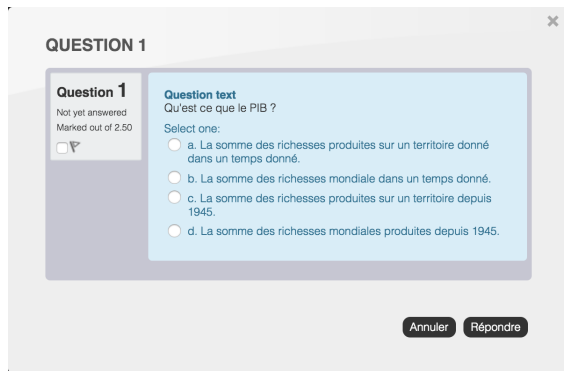 QUESTION 1
Question 1
Not yet answered
Marked out of 2.50
Question text
Qu'est ce que le PIB ?
Select one:
a. La somme des richesses produites sur un territoire donné
dans un temps donné.
b. La somme des richesses mondiale dans un temps donné.
c. La somme des richesses produites sur un territoire depuis
1945.
d. La somme des richesses mondiales produites depuis 1945.
Annuler Répondre